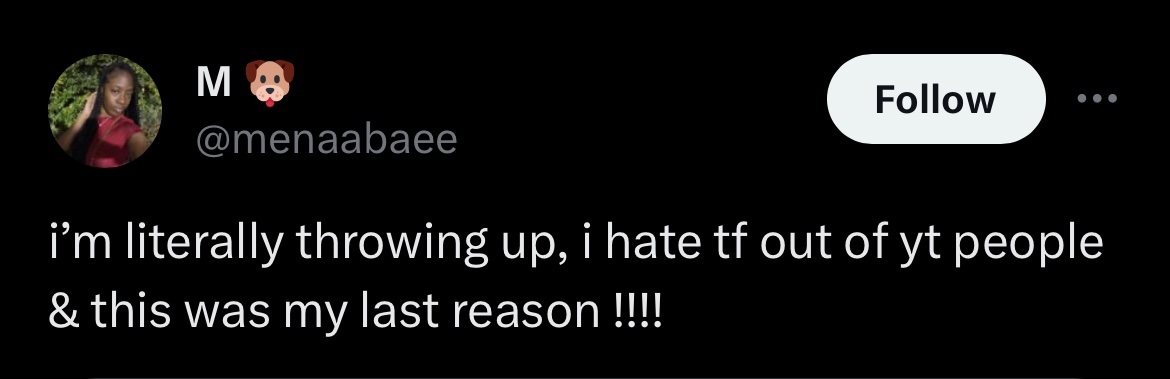 M 🐶
@menaabaee
Follow
i’m literally throwing up, i hate tf out of yt people
& this was my last reason !!!!